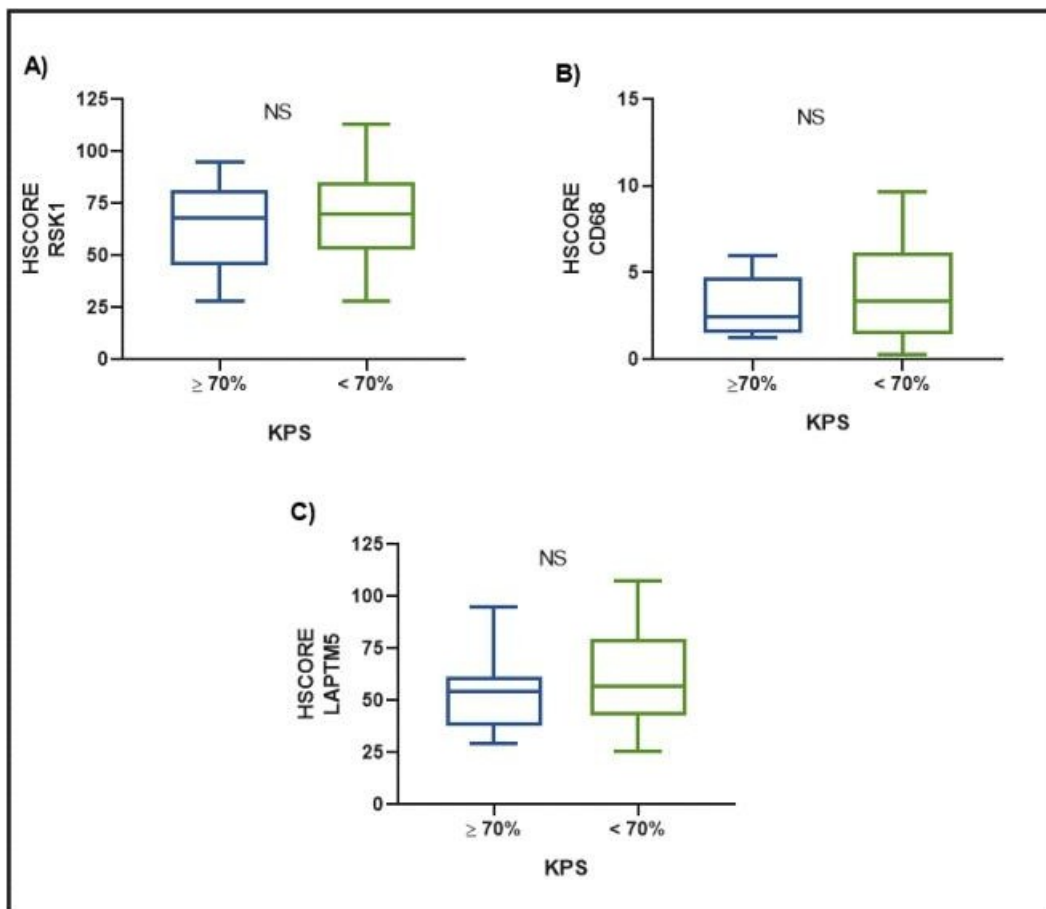 A)
HSCORE
RSK1
125
100
75
50
25
0
NS
≥ 70%
< 70%
KPS
B)
HSCORE
CD68
15
10
5
0
NS
≥70%
< 70%
KPS
C)
HSCORE
LAPTM5
125
100
75
50
25
0
NS
≥ 70%
< 70%
KPS